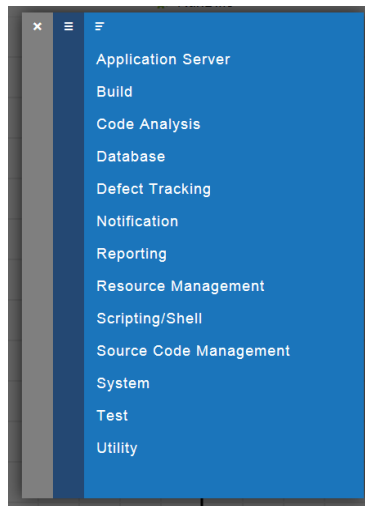 Application Server
Build
Code Analysis
Database
Defect Tracking
Notification
Reporting
Resource Management
Scripting/Shell
Source Code Management
System
Test
Utility